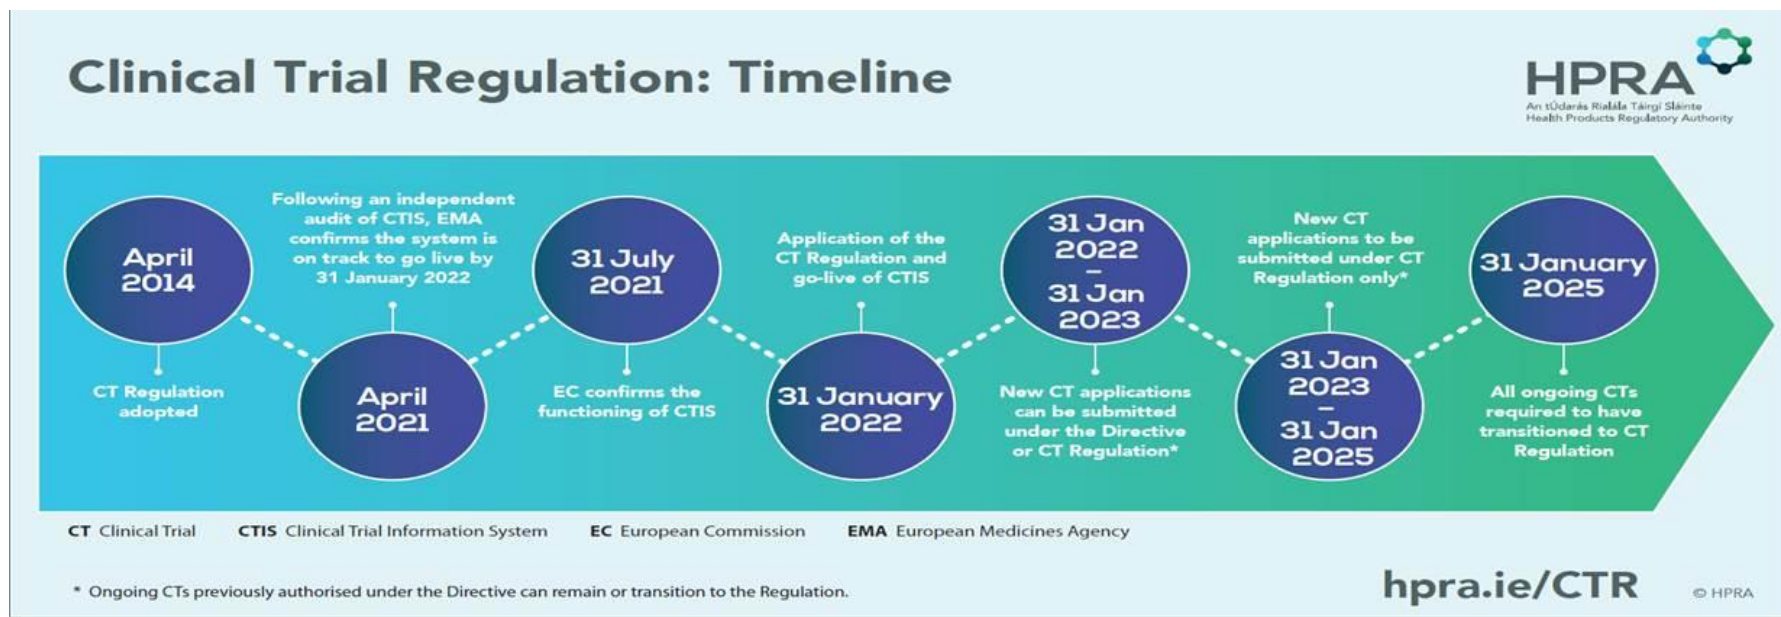 Clinical Trial Regulation: Timeline
HPRA
An tÚdarás Rialála Táirgí Sláinte
Health Products Regulatory Authority
April
2014
CT Regulation
adopted
Following an independent
audit of CTIS, EMA
confirms the system is
on track to go live by
31 January 2022
April
2021
31 July
2021
EC confirms the
functioning of CTIS
Application of the
CT Regulation and
go-live of CTIS
31 January
2022
31 Jan
2022
–
31 Jan
2023
New CT applications
can be submitted
under the Directive
or CT Regulation*
New CT
applications to be
submitted under CT
Regulation only*
31 Jan
2023
–
31 Jan
2025
31 January
2025
All ongoing CTs
required to have
transitioned to CT
Regulation
CT Clinical Trial CTIS Clinical Trial Information System EC European Commission EMA European Medicines Agency
* Ongoing CTs previously authorised under the Directive can remain or transition to the Regulation.
hpra.ie/CTR
© HPRA